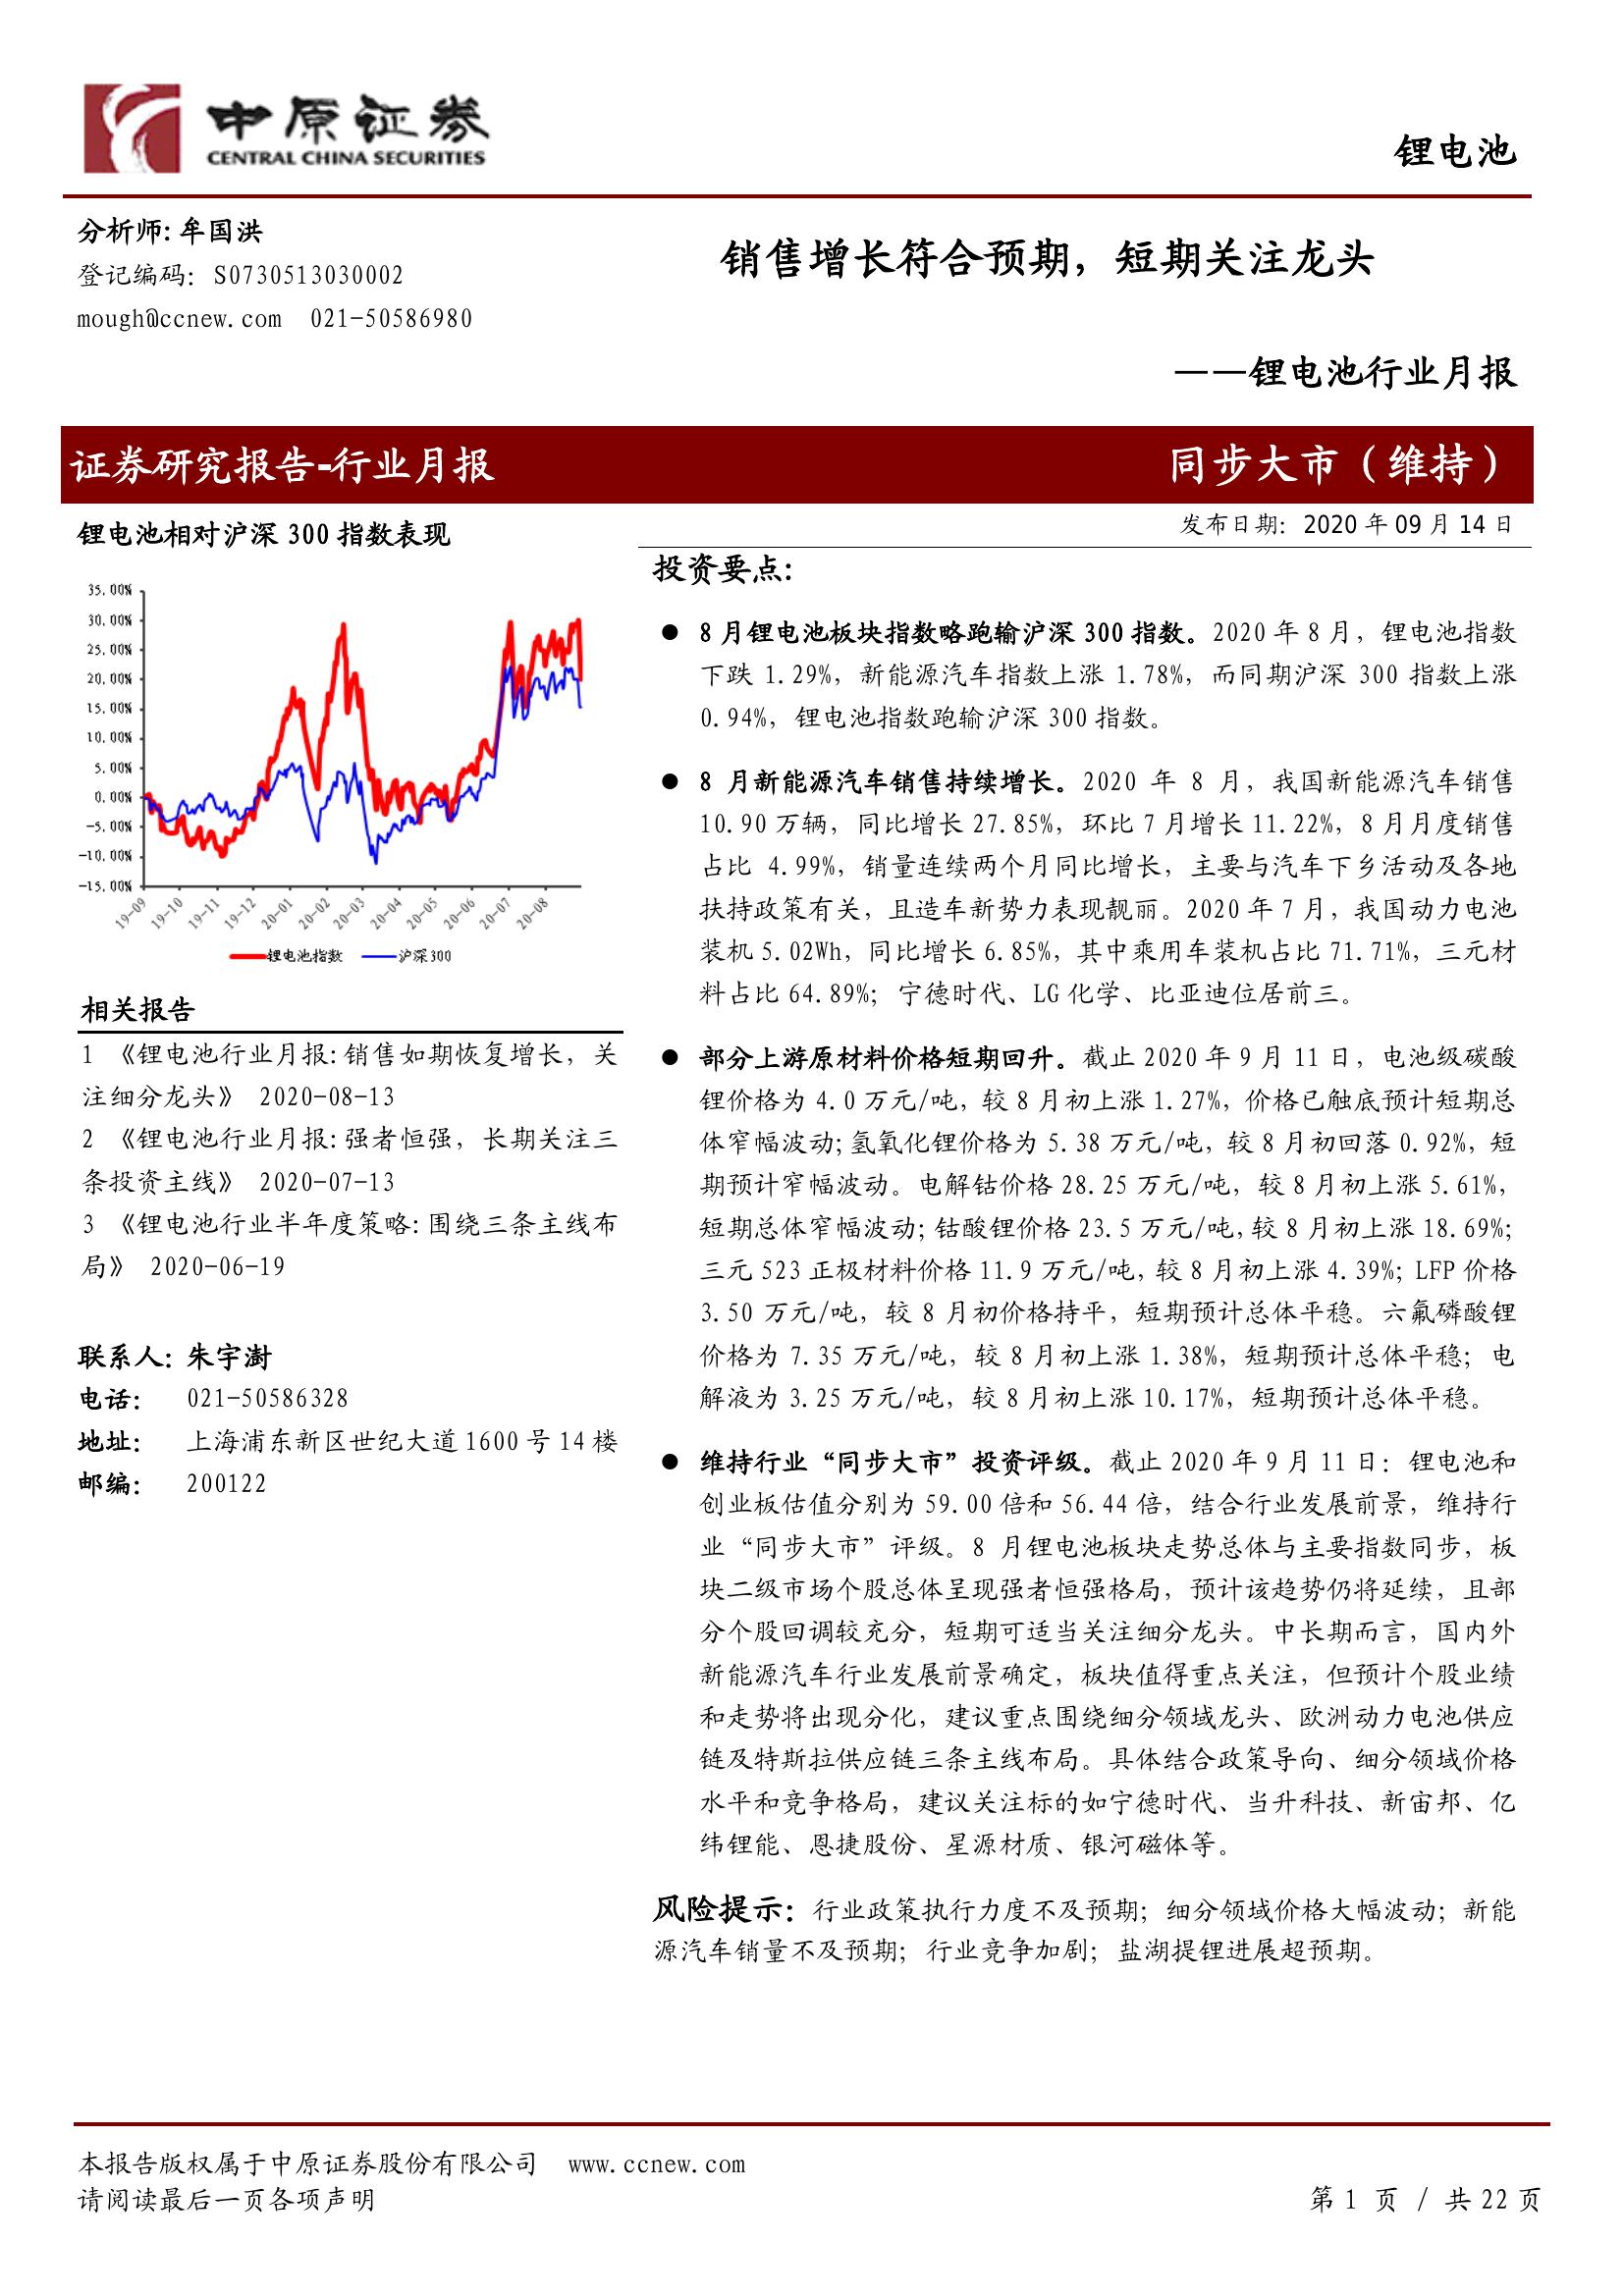 中原证券
CENTRAL CHINA SECURITIES
锂电池
分析师:牟国洪
登记编码：S0730513030002
mough@ccnew.com 021-50586980
销售增长符合预期，短期关注龙头
——锂电池行业月报
证券研究报告-行业月报
同步大市（维持）
发布日期：2020 年 09 月 14 日
锂电池相对沪深 300 指数表现
35.00%
30.00%
25.00%
20.00%
15.00%
10.00%
5.00%
0.00%
-5.00%
-10.00%
-15.00%
19-09 19-10 19-11 19-12 20-01 20-02 20-03 20-04 20-05 20-06 20-07 20-08
锂电池指数 沪深300
相关报告
1 《锂电池行业月报:销售如期恢复增长，关
注细分龙头》 2020-08-13
2 《锂电池行业月报:强者恒强，长期关注三
条投资主线》 2020-07-13
3 《锂电池行业半年度策略:围绕三条主线布
局》 2020-06-19
联系人: 朱宇澍
电话： 021-50586328
地址： 上海浦东新区世纪大道 1600 号 14 楼
邮编： 200122
投资要点:
● 8 月锂电池板块指数略跑输沪深 300 指数。2020 年 8 月，锂电池指数
下跌 1.29%，新能源汽车指数上涨 1.78%，而同期沪深 300 指数上涨
0.94%，锂电池指数跑输沪深 300 指数。
● 8 月新能源汽车销售持续增长。2020 年 8 月，我国新能源汽车销售
10.90 万辆，同比增长 27.85%，环比 7 月增长 11.22%，8 月月度销售
占比 4.99%，销量连续两个月同比增长，主要与汽车下乡活动及各地
扶持政策有关，且造车新势力表现靓丽。2020 年 7 月，我国动力电池
装机 5.02Wh，同比增长 6.85%，其中乘用车装机占比 71.71%，三元材
料占比 64.89%；宁德时代、LG 化学、比亚迪位居前三。
● 部分上游原材料价格短期回升。截止 2020 年 9 月 11 日，电池级碳酸
锂价格为 4.0 万元/吨，较 8 月初上涨 1.27%，价格已触底预计短期总
体窄幅波动；氢氧化锂价格为 5.38 万元/吨，较 8 月初回落 0.92%，短
期预计窄幅波动。电解钴价格 28.25 万元/吨，较 8 月初上涨 5.61%，
短期总体窄幅波动；钴酸锂价格 23.5 万元/吨，较 8 月初上涨 18.69%；
三元 523 正极材料价格 11.9 万元/吨，较 8 月初上涨 4.39%；LFP 价格
3.50 万元/吨，较 8 月初价格持平，短期预计总体平稳。六氟磷酸锂
价格为 7.35 万元/吨，较 8 月初上涨 1.38%，短期预计总体平稳；电
解液为 3.25 万元/吨，较 8 月初上涨 10.17%，短期预计总体平稳。
● 维持行业“同步大市”投资评级。截止 2020 年 9 月 11 日：锂电池和
创业板估值分别为 59.00 倍和 56.44 倍，结合行业发展前景，维持行
业“同步大市”评级。8 月锂电池板块走势总体与主要指数同步，板
块二级市场个股总体呈现强者恒强格局，预计该趋势仍将延续，且部
分个股回调较充分，短期可适当关注细分龙头。中长期而言，国内外
新能源汽车行业发展前景确定，板块值得重点关注，但预计个股业绩
和走势将出现分化，建议重点围绕细分领域龙头、欧洲动力电池供应
链及特斯拉供应链三条主线布局。具体结合政策导向、细分领域价格
水平和竞争格局，建议关注标的如宁德时代、当升科技、新宙邦、亿
纬锂能、恩捷股份、星源材质、银河磁体等。
风险提示：行业政策执行力度不及预期；细分领域价格大幅波动；新能
源汽车销量不及预期；行业竞争加剧；盐湖提锂进展超预期。
本报告版权属于中原证券股份有限公司 www.ccnew.com
请阅读最后一页各项声明
第 1 页 / 共 22 页